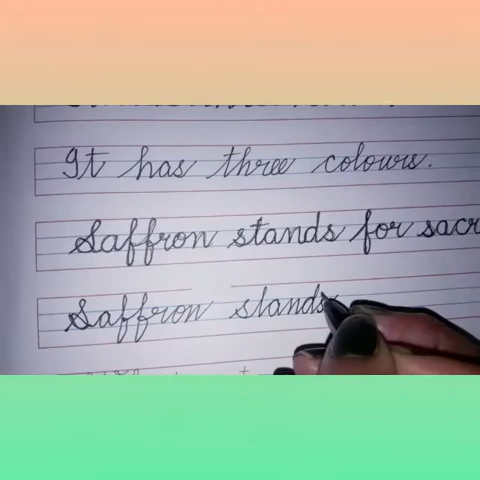 It has three colours.
Saffron stands for sacr
Saffron stands